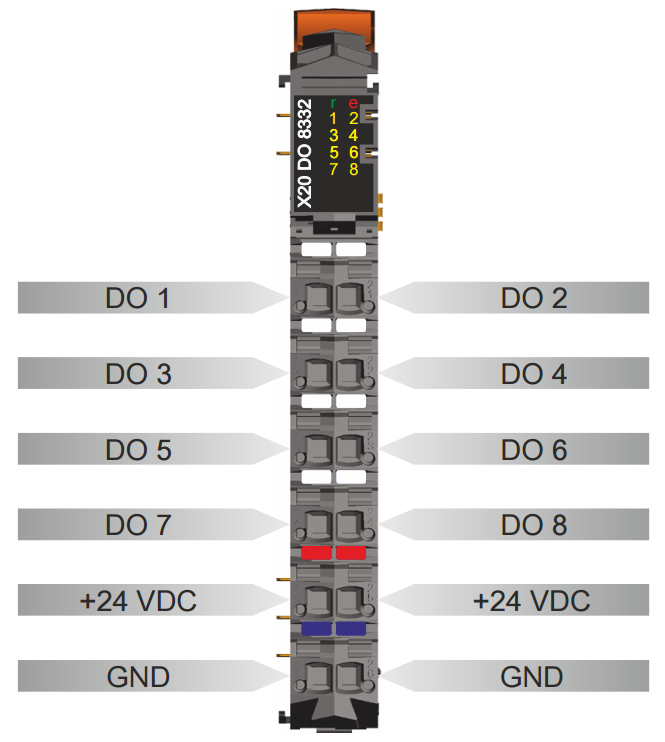 X20 DO 8332
r e
1 2
3 4
5 6
7 8
DO 1 DO 2
DO 3 DO 4
DO 5 DO 6
DO 7 DO 8
+24 VDC +24 VDC
GND GND